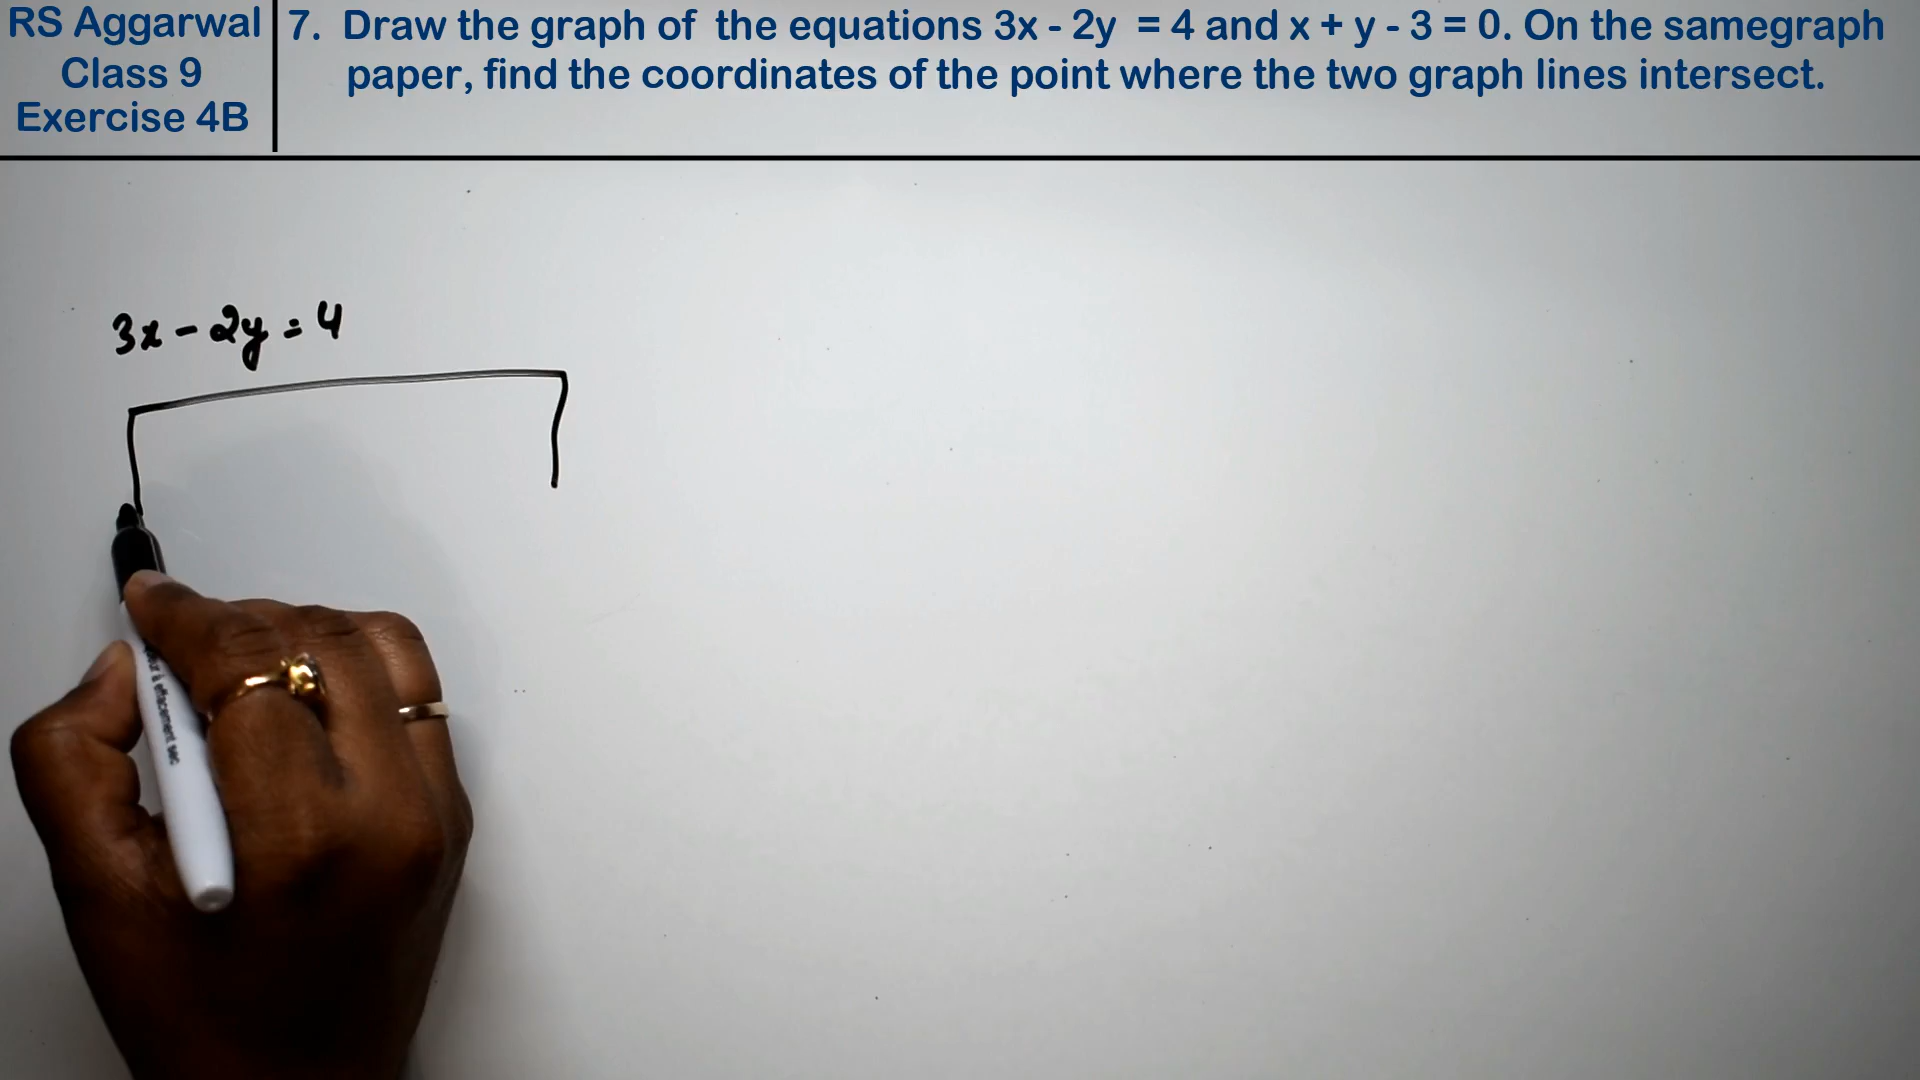 RS Aggarwal
Class 9
Exercise 4B
7. Draw the graph of the equations 3x - 2y = 4 and x + y - 3 = 0. On the samegraph
paper, find the coordinates of the point where the two graph lines intersect.
3x - 2y = 4
à effacement sec